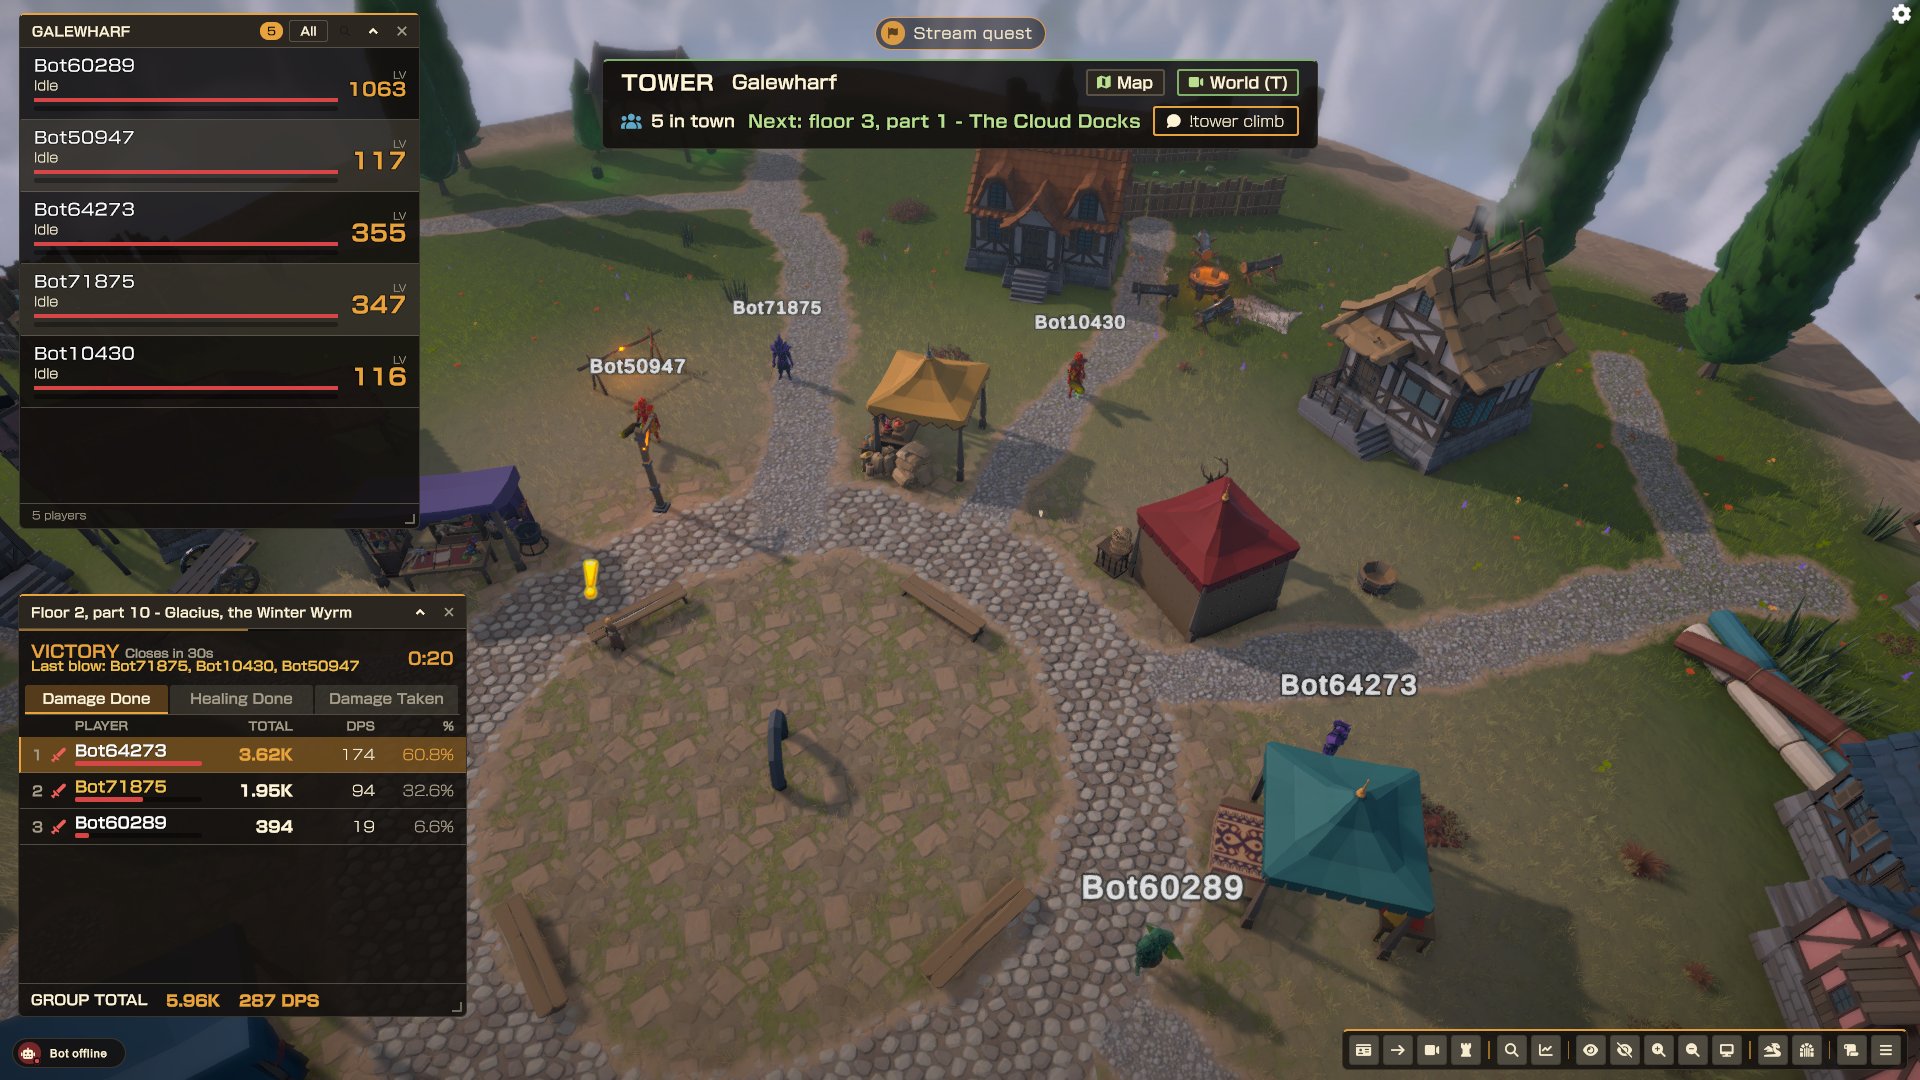 GALEWHARF
5
All
Bot60289
Idle
LV
1063
Bot50947
Idle
LV
117
Bot64273
Idle
LV
355
Bot71875
Idle
LV
347
Bot10430
Idle
LV
116
5 players
Stream quest
TOWER Galewharf
Map
World (T)
5 in town Next: floor 3, part 1 - The Cloud Docks
!tower climb
Bot71875
Bot10430
Bot50947
Bot64273
Bot60289
Floor 2, part 10 - Glacius, the Winter Wyrm
VICTORY Closes in 30s
Last blow: Bot71875, Bot10430, Bot50947
0:20
Damage Done Healing Done Damage Taken
PLAYER TOTAL DPS %
1 Bot64273 3.62K 174 60.8%
2 Bot71875 1.95K 94 32.6%
3 Bot60289 394 19 6.6%
GROUP TOTAL 5.96K 287 DPS
Bot offline